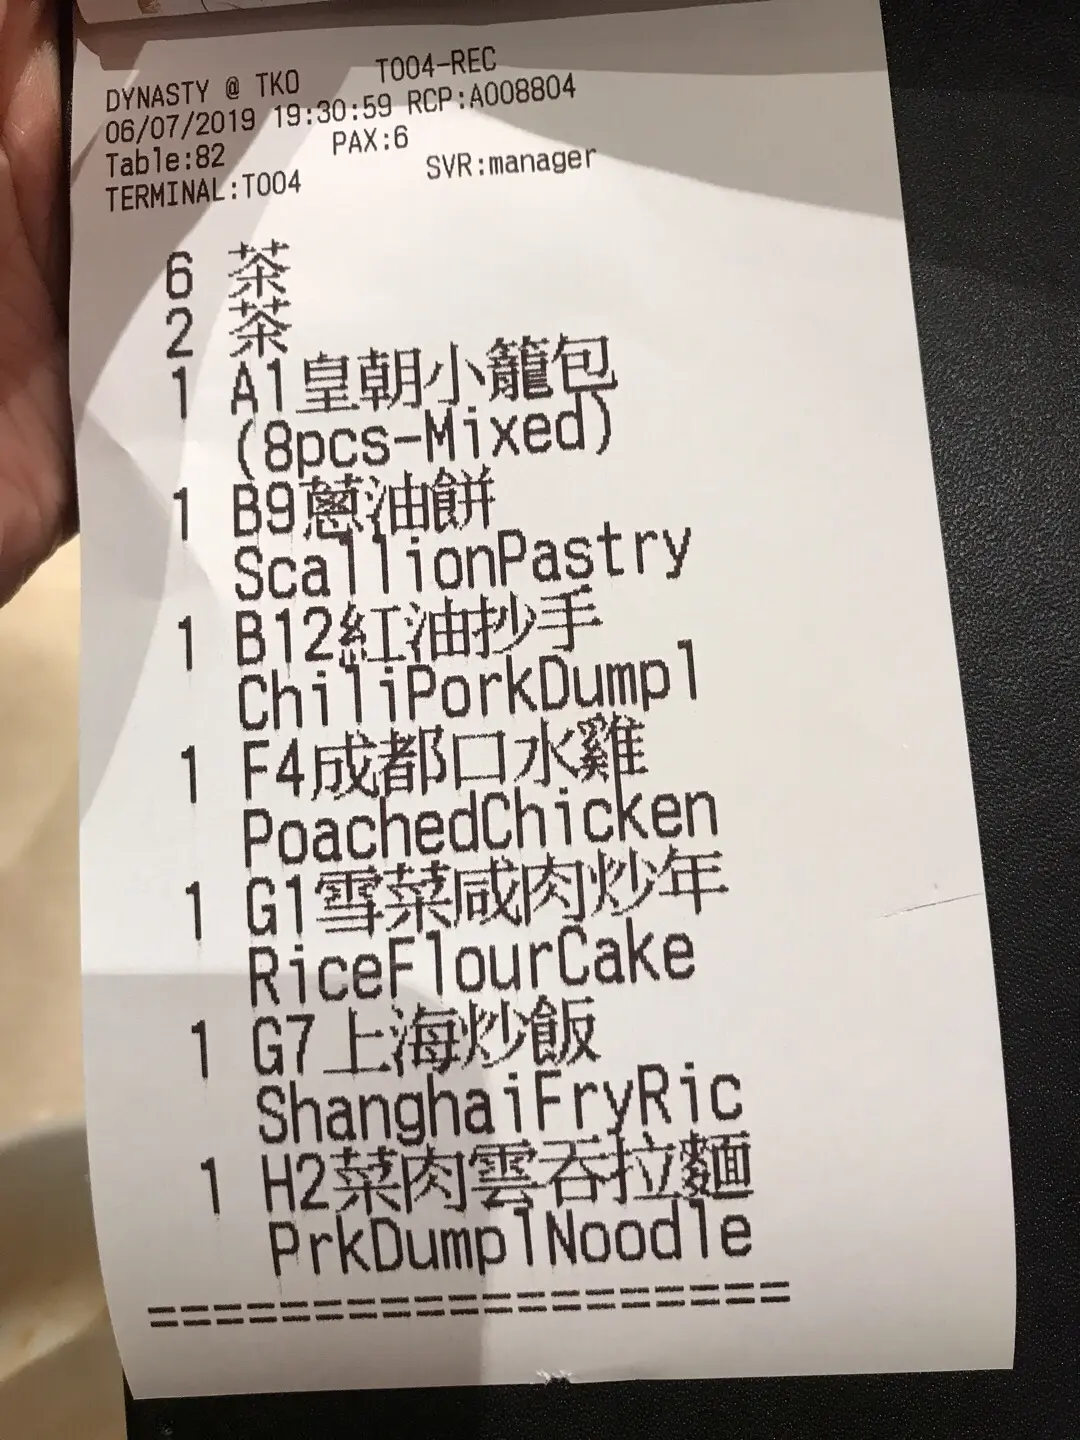 DYNASTY @ TKO T004-REC
06/07/2019 19:30:59 RCP:A008804
Table:82 PAX:6
TERMINAL:T004 SVR:manager
6 茶
2 茶
1 A1皇朝小籠包
(8pcs-Mixed)
1 B9蔥油餅
ScallionPastry
1 B12紅油抄手
ChiliPorkDumpl
1 F4成都口水雞
PoachedChicken
1 G1雪菜咸肉炒年
RiceFlourCake
1 G7上海炒飯
ShanghaiFryRic
1 H2菜肉雲吞拉麵
PrkDumplNoodle
====================